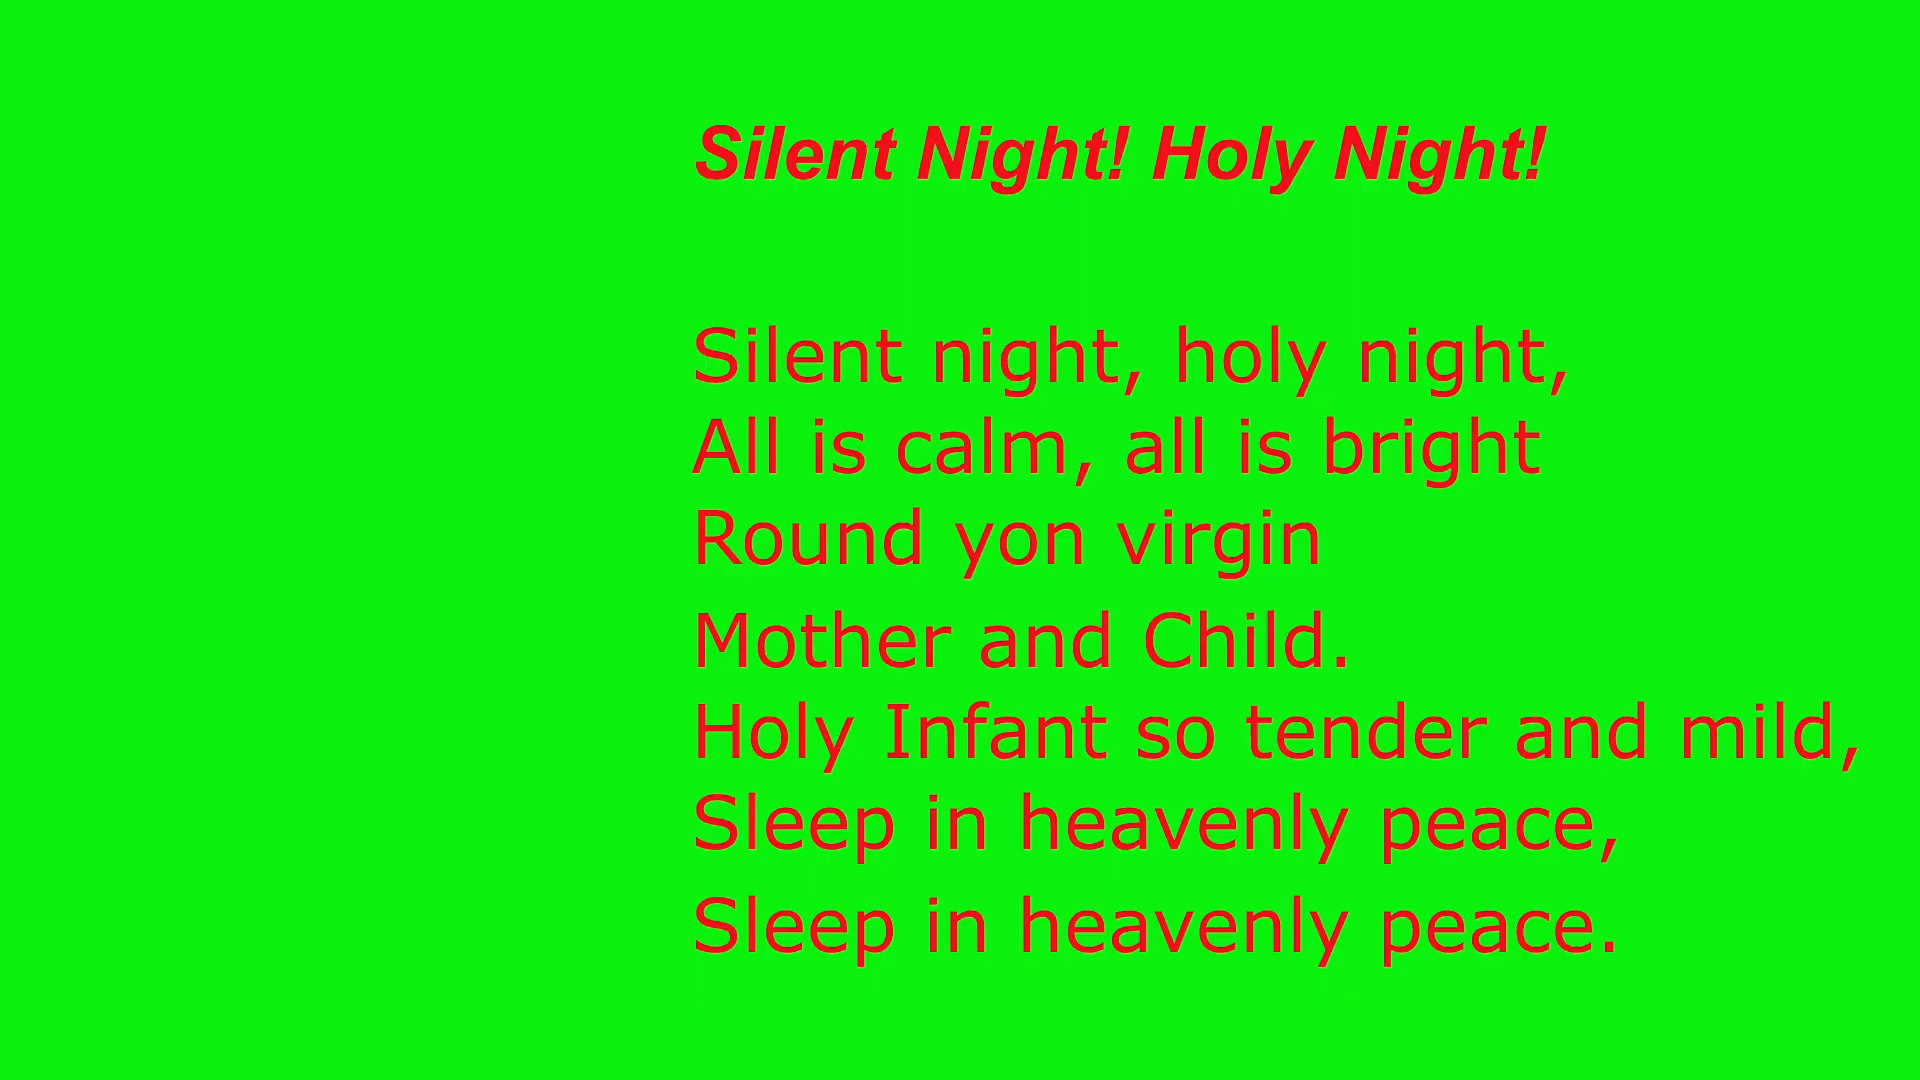 Silent Night! Holy Night!
Silent night, holy night,
All is calm, all is bright
Round yon virgin
Mother and Child.
Holy Infant so tender and mild,
Sleep in heavenly peace,
Sleep in heavenly peace.